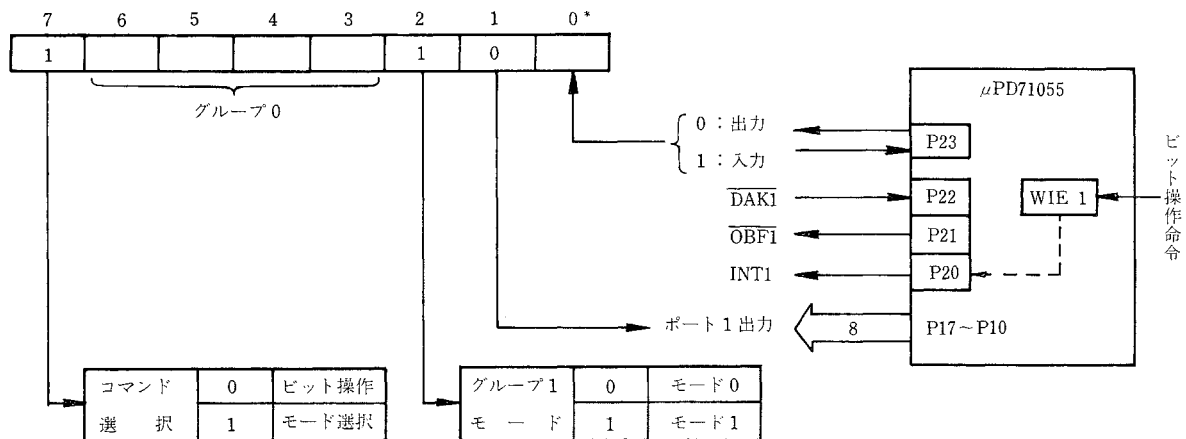 7 6 5 4 3 2 1 0*
1 1 0
グループ0
μPD71055
0：出力
1：入力
P23
DAK1
P22
WIE 1
ビット操作命令
OBF1
P21
INT1
P20
ポート1出力
8
P17～P10
コマンド 0 ビット操作
選択 1 モード選択
グループ1 0 モード0
モード 1 モード1